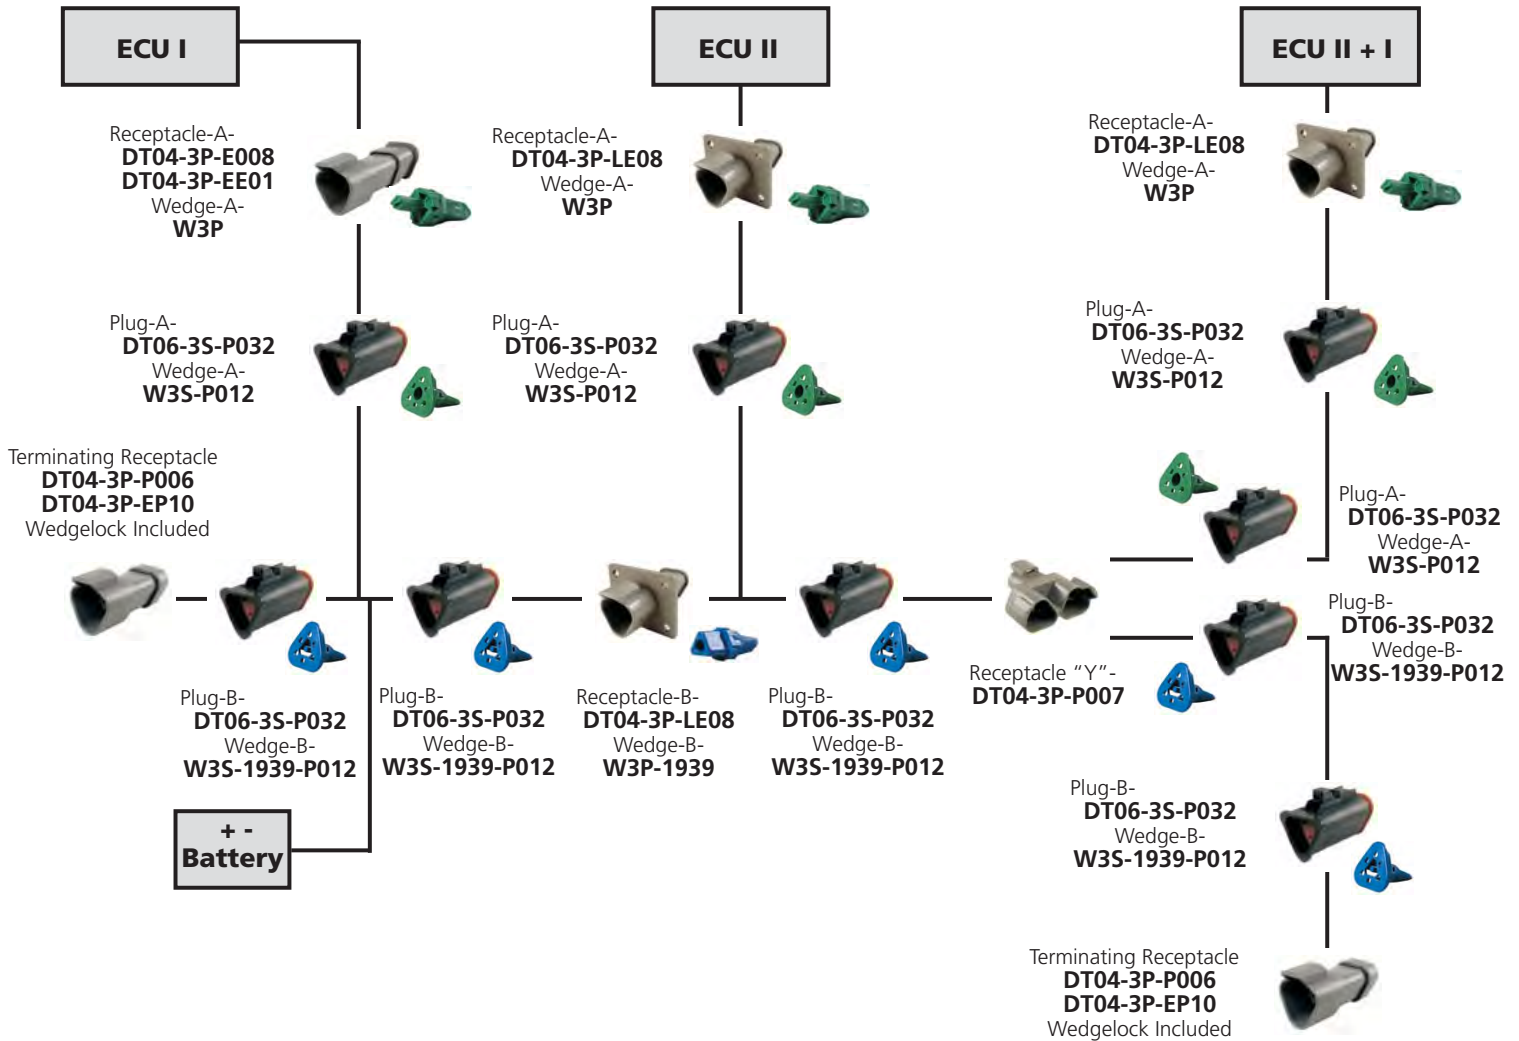 ECU I
ECU II
ECU II + I
Receptacle-A-
DT04-3P-E008
DT04-3P-EE01
Wedge-A-
W3P
Receptacle-A-
DT04-3P-LE08
Wedge-A-
W3P
Receptacle-A-
DT04-3P-LE08
Wedge-A-
W3P
Plug-A-
DT06-3S-P032
Wedge-A-
W3S-P012
Plug-A-
DT06-3S-P032
Wedge-A-
W3S-P012
Plug-A-
DT06-3S-P032
Wedge-A-
W3S-P012
Terminating Receptacle
DT04-3P-P006
DT04-3P-EP10
Wedgelock Included
Plug-A-
DT06-3S-P032
Wedge-A-
W3S-P012
Plug-B-
DT06-3S-P032
Wedge-B-
W3S-1939-P012
Plug-B-
DT06-3S-P032
Wedge-B-
W3S-1939-P012
Plug-B-
DT06-3S-P032
Wedge-B-
W3S-1939-P012
Receptacle-B-
DT04-3P-LE08
Wedge-B-
W3P-1939
Plug-B-
DT06-3S-P032
Wedge-B-
W3S-1939-P012
Receptacle "Y"-
DT04-3P-P007
+ -
Battery
Plug-B-
DT06-3S-P032
Wedge-B-
W3S-1939-P012
Terminating Receptacle
DT04-3P-P006
DT04-3P-EP10
Wedgelock Included